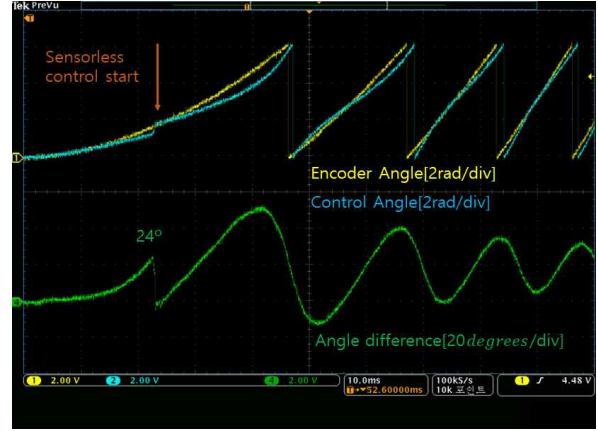 Tek PreVu
T
Sensorless
control start
1
Encoder Angle[2rad/div]
Control Angle[2rad/div]
24°
4
Angle difference[20degrees/div]
1 2.00 V 2 2.00 V 4 2.00 V 10.0ms 100kS/s 1 4.48 V
T→▼52.60000ms 10k 포인트